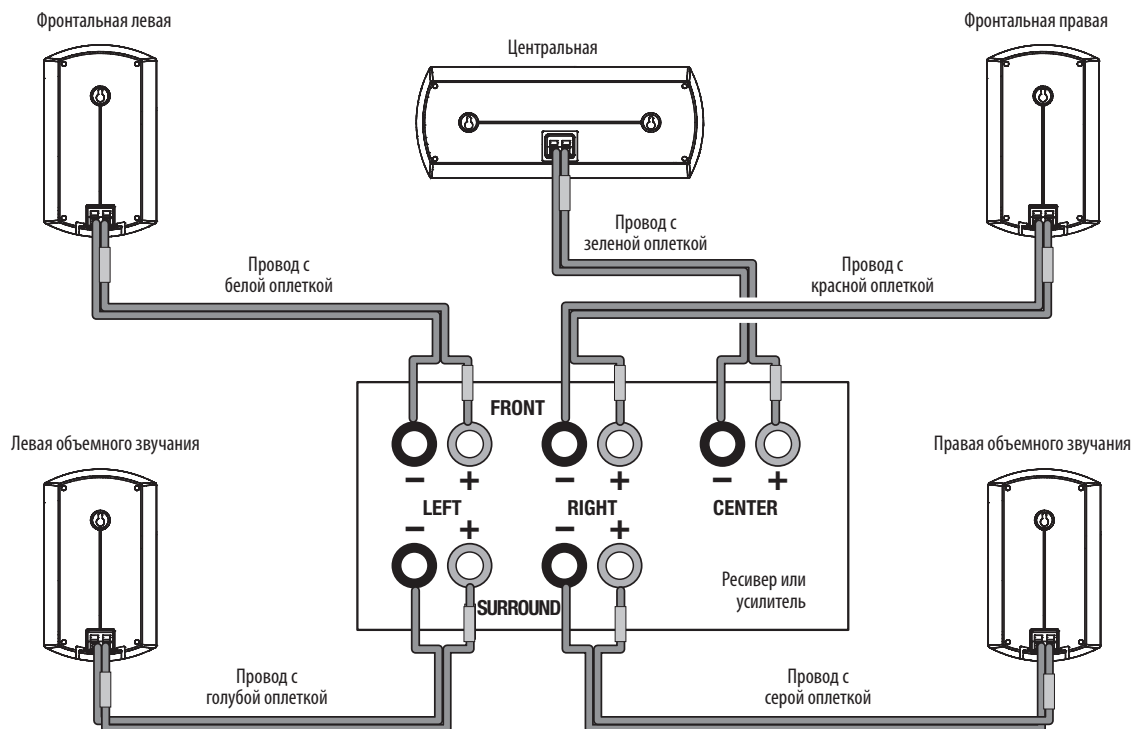 Фронтальная левая
Центральная
Фронтальная правая
Провод с
зеленой оплеткой
Провод с
белой оплеткой
Провод с
красной оплеткой
FRONT
Левая объемного звучания
Правая объемного звучания
− + − + − +
LEFT RIGHT CENTER
− + − +
Ресивер или
усилитель
SURROUND
Провод с
голубой оплеткой
Провод с
серой оплеткой